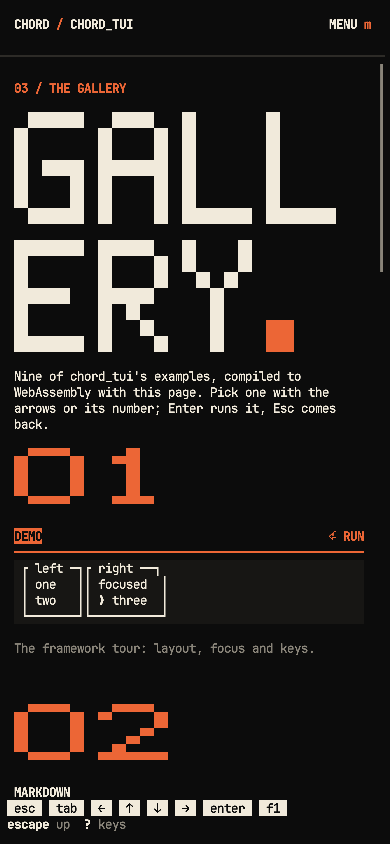 CHORD / CHORD_TUI
MENU m
03 / THE GALLERY
GALL
ERY.
Nine of chord_tui's examples, compiled to
WebAssembly with this page. Pick one with the
arrows or its number; Enter runs it, Esc comes
back.
01
DEMO
⏎ RUN
left right
one focused
two ❯ three
The framework tour: layout, focus and keys.
02
MARKDOWN
esc tab ← ↑ ↓ → enter f1
escape up ? keys